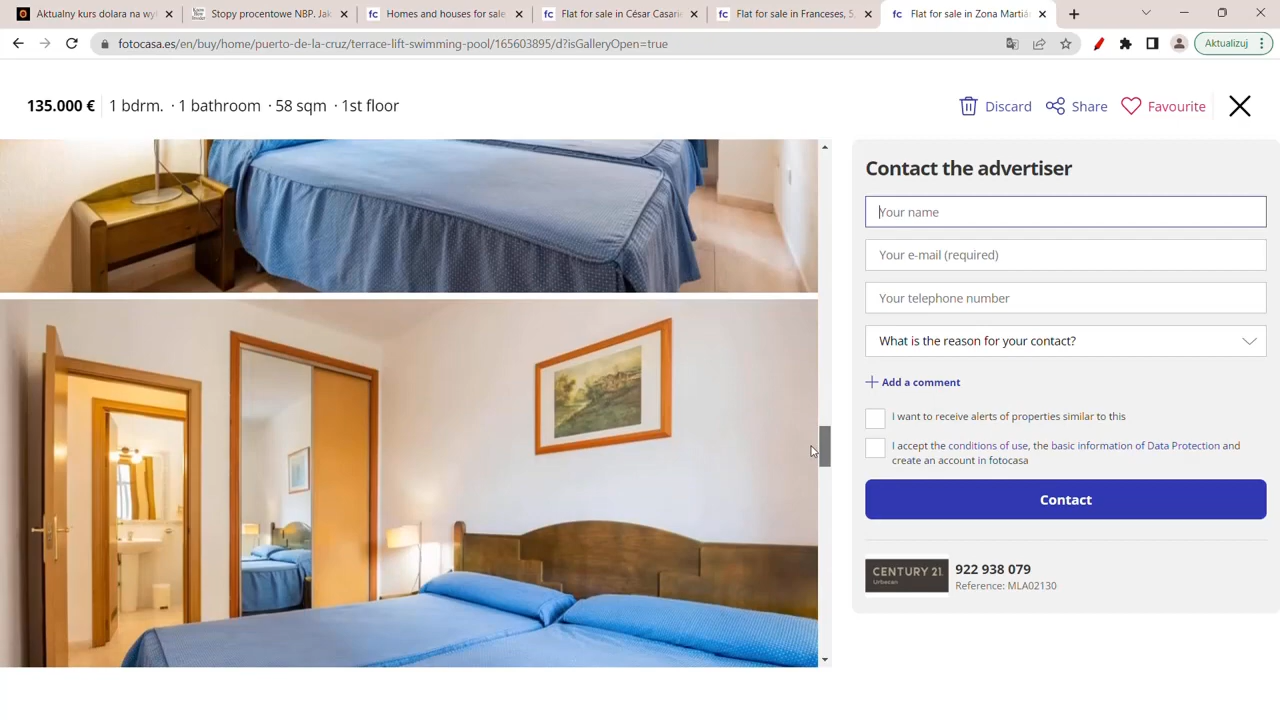 Aktualny kurs dolara na wyk
Stopy procentowe NBP. Jak
Homes and houses for sale
Flat for sale in César Casari
Flat for sale in Franceses, 5.
Flat for sale in Zona Martiá
fotocasa.es/en/buy/home/puerto-de-la-cruz/terrace-lift-swimming-pool/165603895/d?isGalleryOpen=true
Aktualizuj
135.000 € 1 bdrm. · 1 bathroom · 58 sqm · 1st floor
Discard Share Favourite
Contact the advertiser
Your name
Your e-mail (required)
Your telephone number
What is the reason for your contact?
Add a comment
I want to receive alerts of properties similar to this
I accept the conditions of use, the basic information of Data Protection and
create an account in fotocasa
Contact
CENTURY 21
Urbecan
922 938 079
Reference: MLA02130